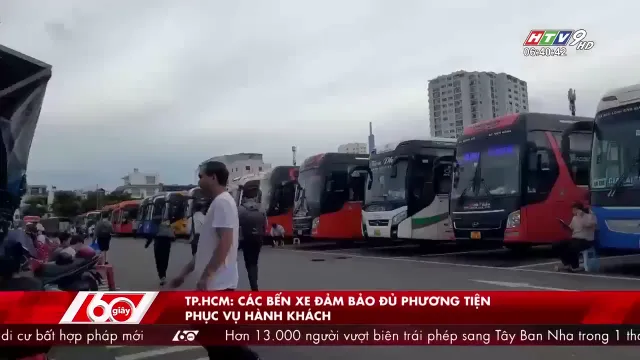 HTV9HD
06:40:42
60 giây
TP.HCM: CÁC BẾN XE ĐẢM BẢO ĐỦ PHƯƠNG TIỆN
PHỤC VỤ HÀNH KHÁCH
di cư bất hợp pháp mới 60 Hơn 13.000 người vượt biên trái phép sang Tây Ban Nha trong 1 th